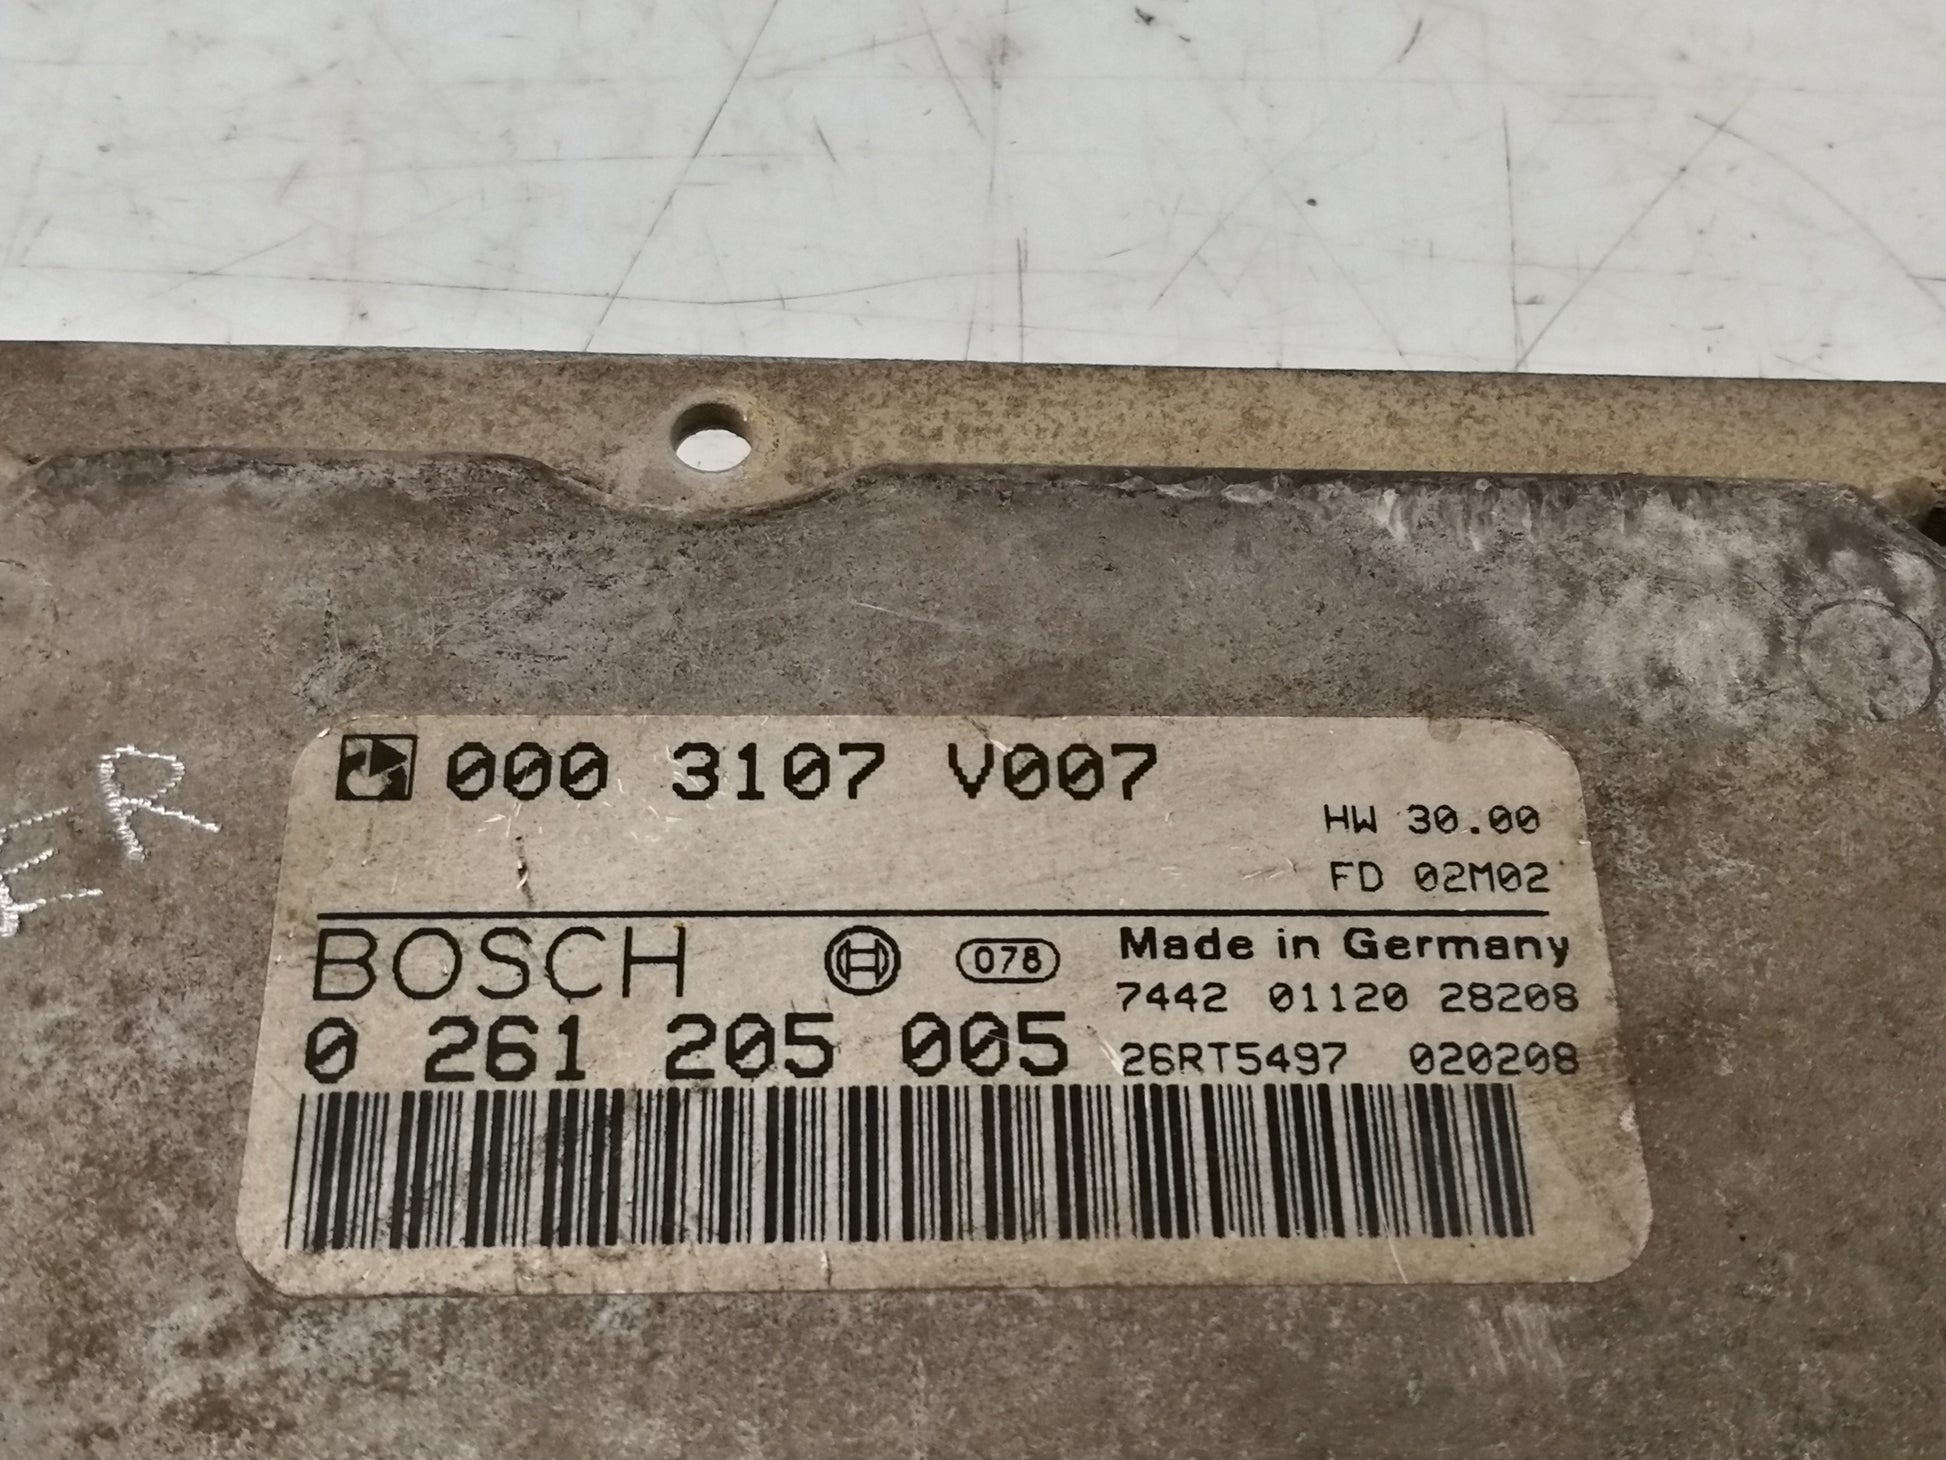 000 3107 V007
HW 30.00
FD 02M02
BOSCH
078
Made in Germany
7442 01120 28208
0 261 205 005
26RT5497 020208
ER